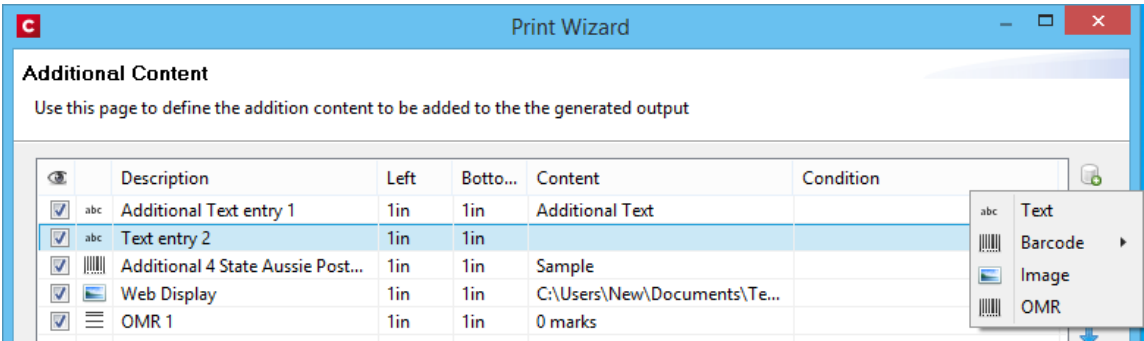 C Print Wizard
Additional Content
Use this page to define the addition content to be added to the the generated output
Description Left Botto... Content Condition
abc Additional Text entry 1 1in 1in Additional Text
abc Text entry 2 1in 1in
Additional 4 State Aussie Post... 1in 1in Sample
Web Display 1in 1in C:\Users\New\Documents\Te...
OMR 1 1in 1in 0 marks
abc Text
Barcode
Image
OMR